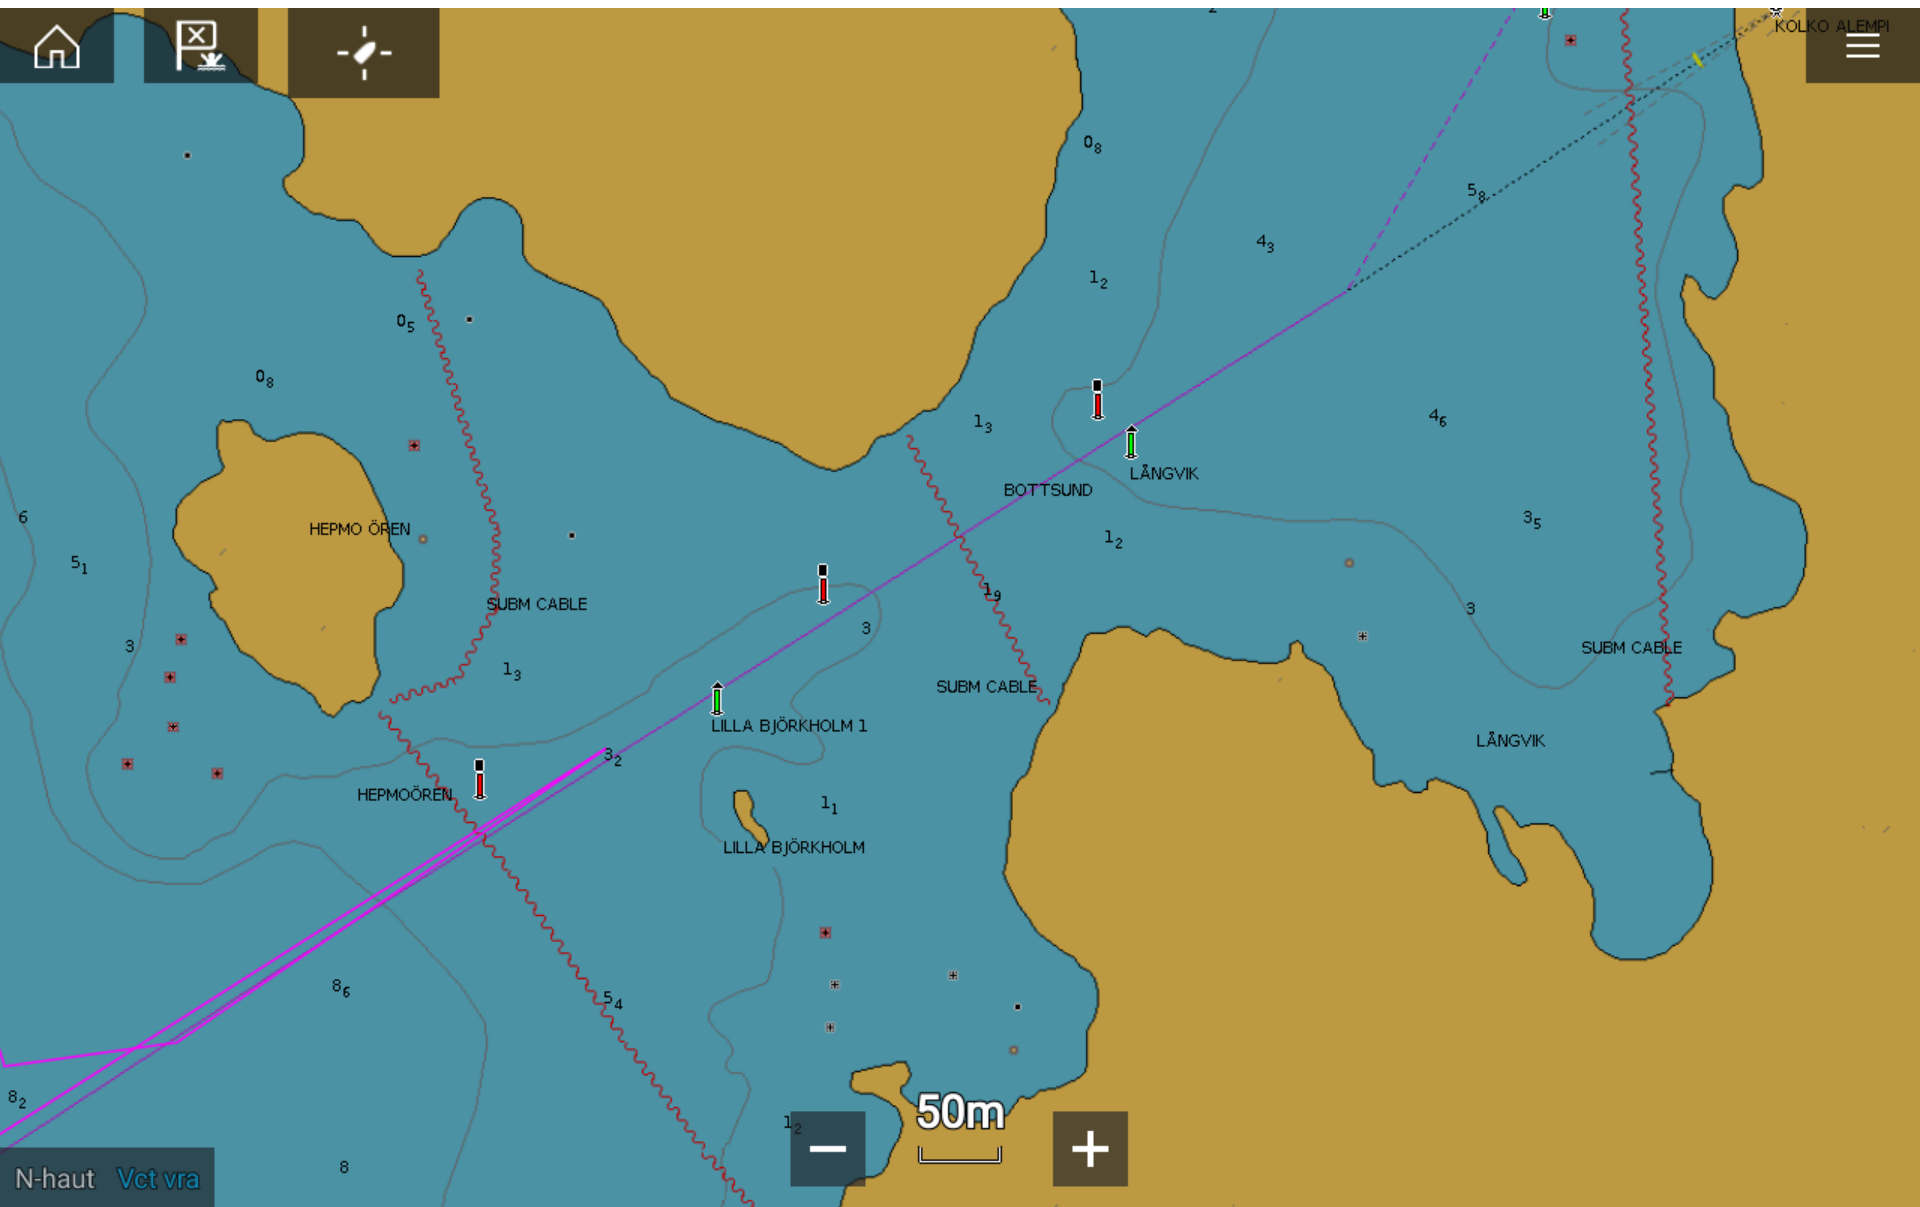 2
KOLKO ALEMPI
0₈
5₈
4₃
1₂
0₅
0₈
4₆
1₃
LÅNGVIK
BOTTSUND
6
3₅
HEPMO ÖREN
1₂
5₁
1₉
SUBM CABLE
3
3
3
SUBM CABLE
1₃
SUBM CABLE
LILLA BJÖRKHOLM 1
LÅNGVIK
3₂
HEPMOÖREN
1₁
LILLA BJÖRKHOLM
8₆
5₄
8₂
50m
1₂
8
N-haut Vct vra